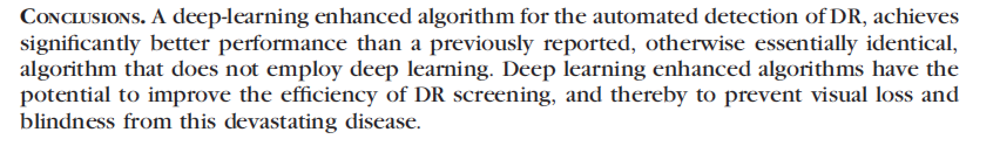 CONCLUSIONS. A deep-learning enhanced algorithm for the automated detection of DR, achieves
significantly better performance than a previously reported, otherwise essentially identical,
algorithm that does not employ deep learning. Deep learning enhanced algorithms have the
potential to improve the efficiency of DR screening, and thereby to prevent visual loss and
blindness from this devastating disease.